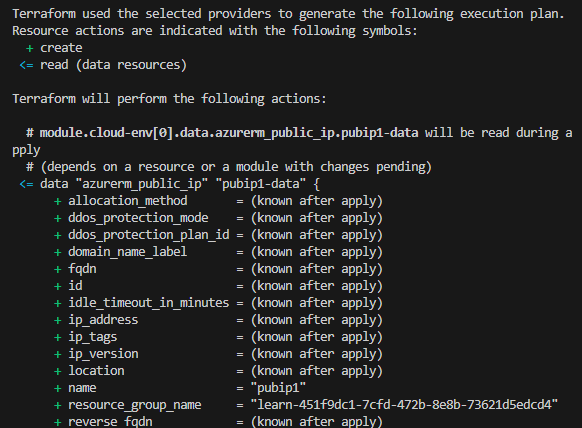 Terraform used the selected providers to generate the following execution plan.
Resource actions are indicated with the following symbols:
  + create
 <= read (data resources)

Terraform will perform the following actions:

  # module.cloud-env[0].data.azurerm_public_ip.pubip1-data will be read during a
pply
  # (depends on a resource or a module with changes pending)
 <= data "azurerm_public_ip" "pubip1-data" {
      + allocation_method       = (known after apply)
      + ddos_protection_mode    = (known after apply)
      + ddos_protection_plan_id = (known after apply)
      + domain_name_label       = (known after apply)
      + fqdn                    = (known after apply)
      + id                      = (known after apply)
      + idle_timeout_in_minutes = (known after apply)
      + ip_address              = (known after apply)
      + ip_tags                 = (known after apply)
      + ip_version              = (known after apply)
      + location                = (known after apply)
      + name                    = "pubip1"
      + resource_group_name     = "learn-451f9dc1-7cfd-472b-8e8b-73621d5edcd4"
      + reverse_fqdn            = (known after apply)